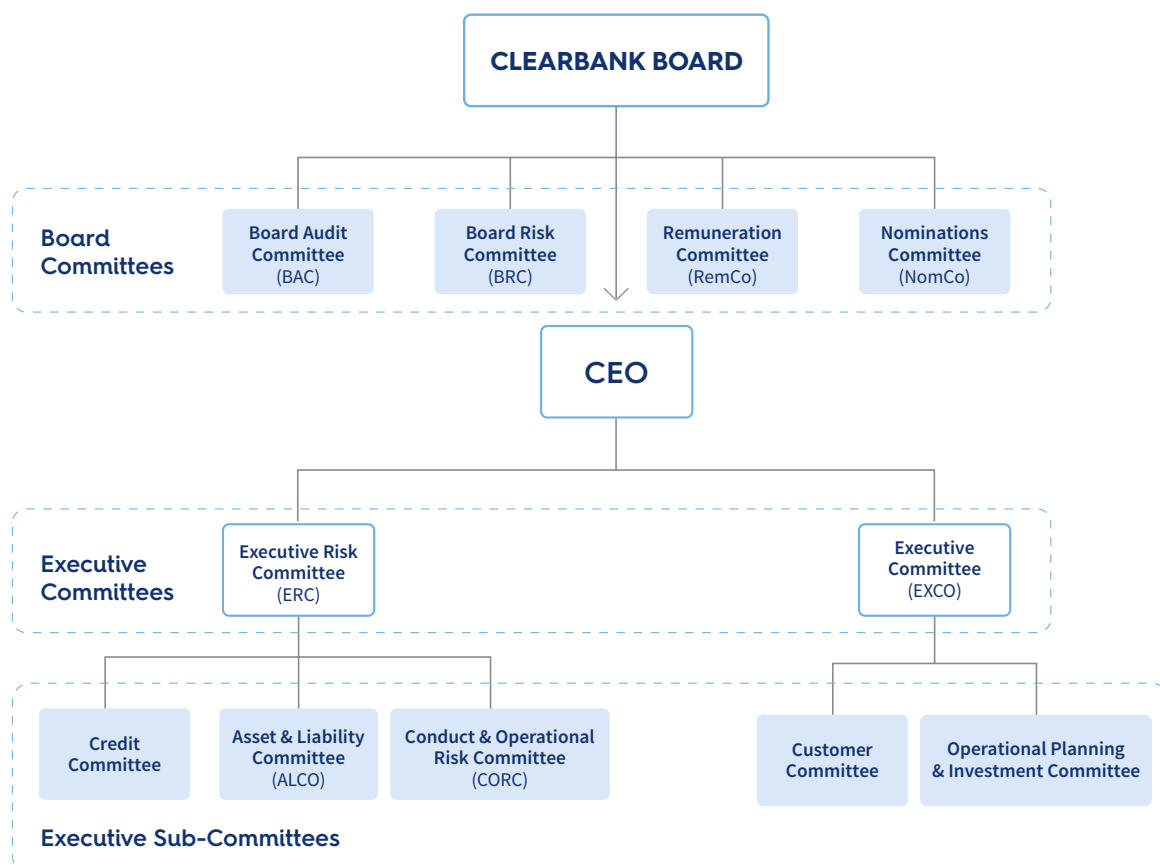 CLEARBANK BOARD
Board
Committees
Board Audit
Committee
(BAC)
Board Risk
Committee
(BRC)
Remuneration
Committee
(RemCo)
Nominations
Committee
(NomCo)
CEO
Executive
Committees
Executive Risk
Committee
(ERC)
Executive
Committee
(EXCO)
Credit
Committee
Asset & Liability
Committee
(ALCO)
Conduct & Operational
Risk Committee
(CORC)
Customer
Committee
Operational Planning
& Investment Committee
Executive Sub-Committees